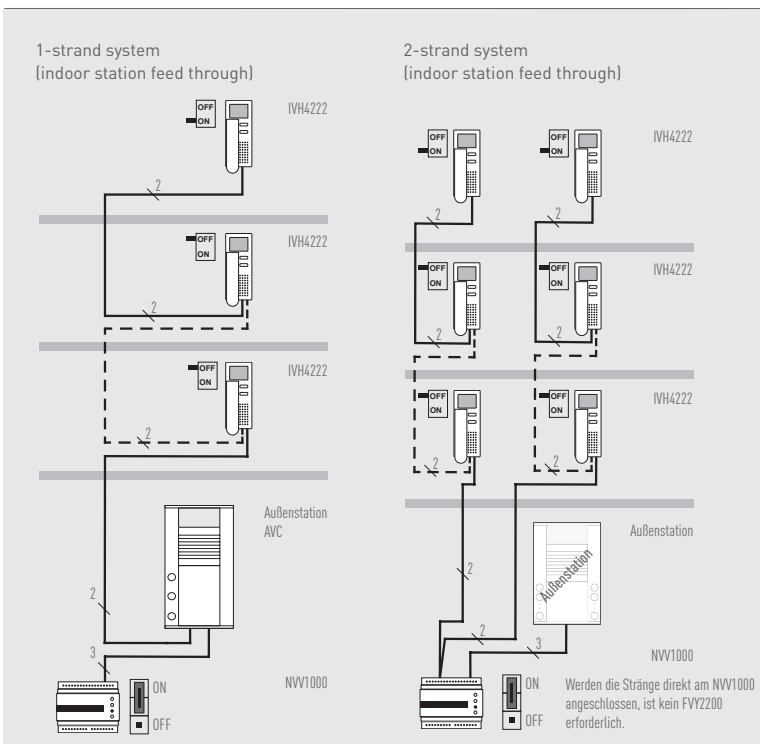 1-strand system
(indoor station feed through)
OFF
ON
IVH4222
2
OFF
ON
IVH4222
2
OFF
ON
IVH4222
2
Außenstation
AVC
2
3
ON
OFF
NVV1000
2-strand system
(indoor station feed through)
OFF
ON
OFF
ON
IVH4222
2
2
OFF
ON
OFF
ON
IVH4222
2
2
OFF
ON
OFF
ON
IVH4222
2
2
Außenstation
Außenstation
2
2
3
NVV1000
ON
OFF
Werden die Stränge direkt am NVV1000
angeschlossen, ist kein FVY2200
erforderlich.